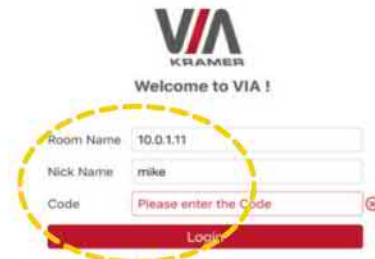 VIA
KRAMER
Welcome to VIA !
Room Name 10.0.1.11
Nick Name mike
Code Please enter the Code
Login